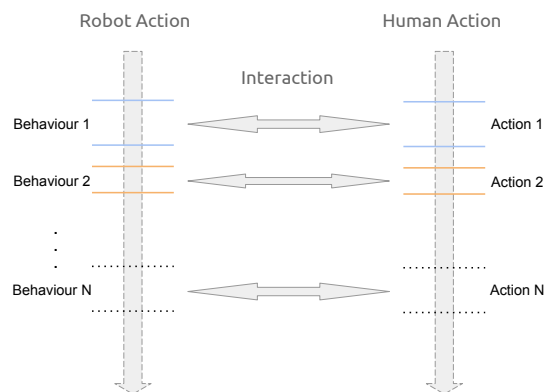 Robot Action
Human Action
Interaction
Behaviour 1
Action 1
Behaviour 2
Action 2
Behaviour N
Action N